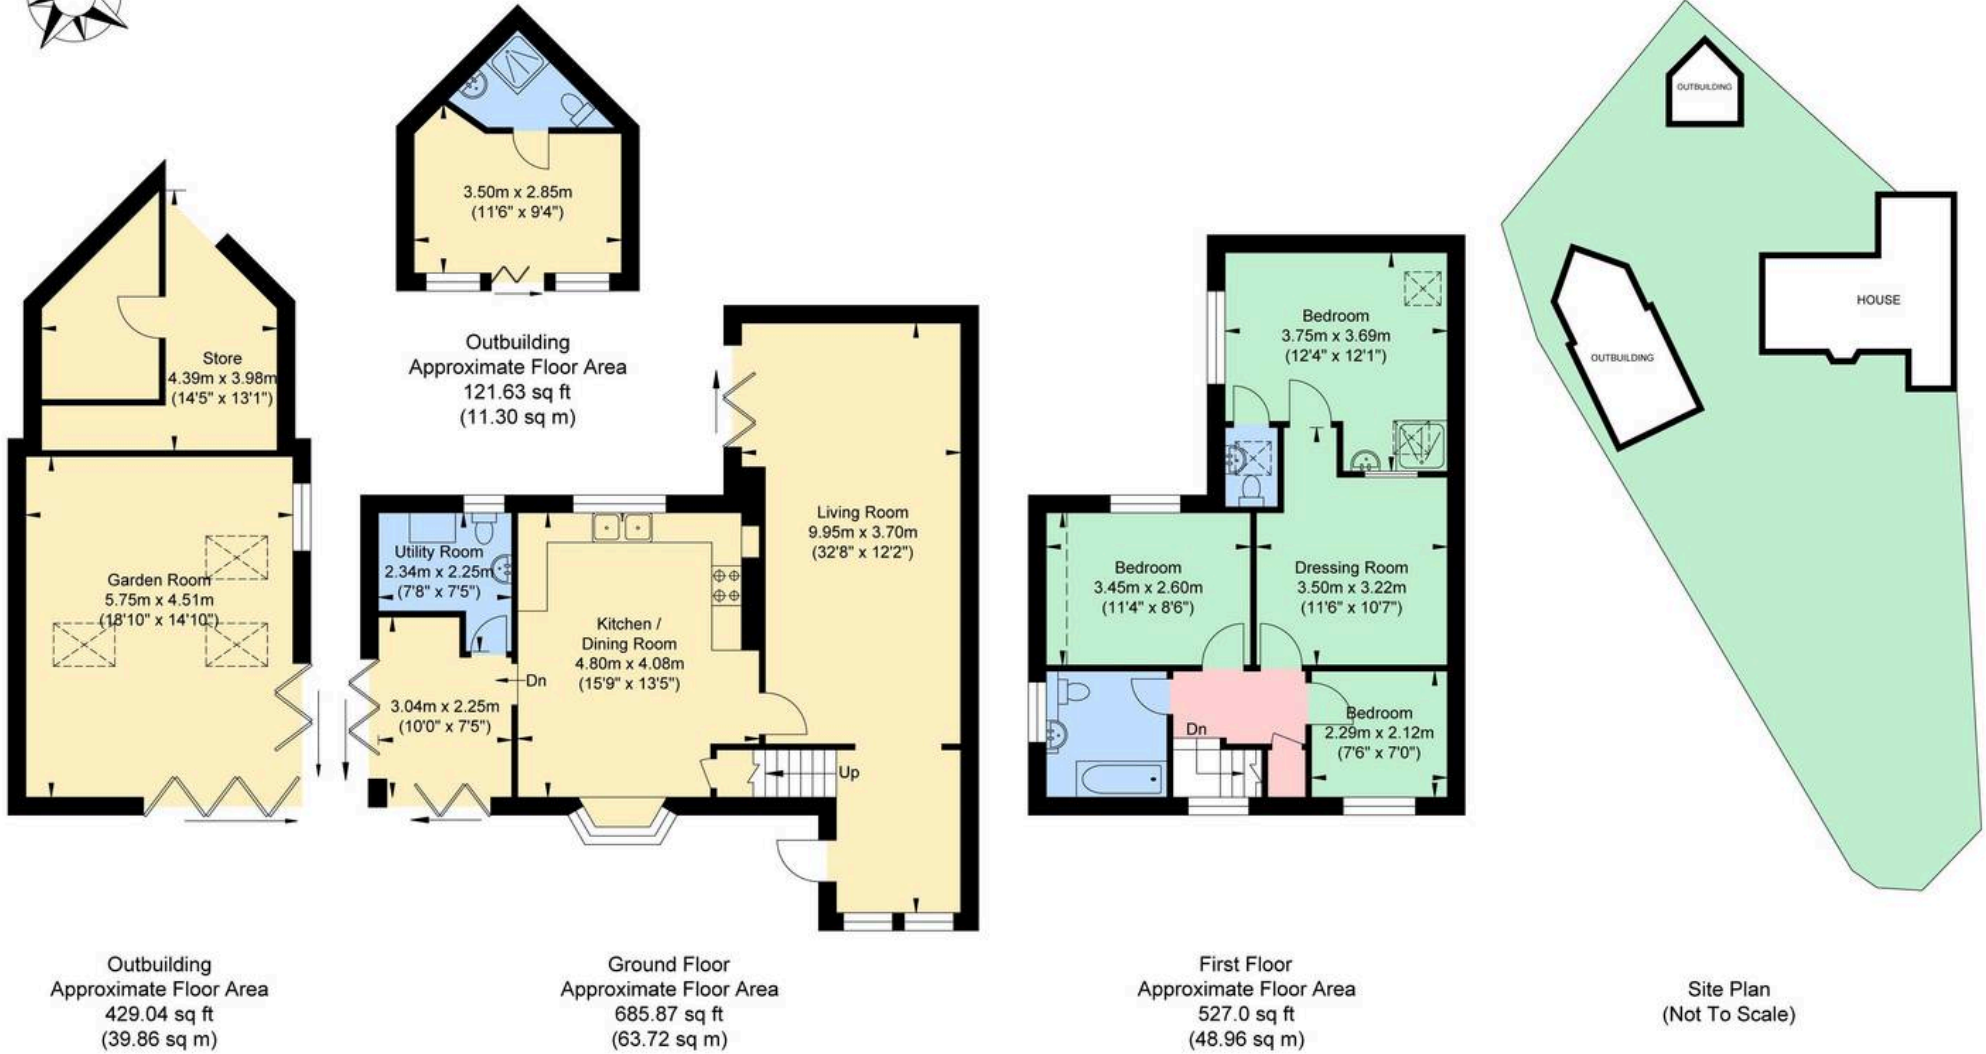 3.50m x 2.85m
(11'6" x 9'4")
Outbuilding
Approximate Floor Area
121.63 sq ft
(11.30 sq m)
Store
4.39m x 3.98m
(14'5" x 13'1")
Garden Room
5.75m x 4.51m
(18'10" x 14'10")
Outbuilding
Approximate Floor Area
429.04 sq ft
(39.86 sq m)
Utility Room
2.34m x 2.25m
(7'8" x 7'5")
3.04m x 2.25m
(10'0" x 7'5")
Dn
Kitchen /
Dining Room
4.80m x 4.08m
(15'9" x 13'5")
Living Room
9.95m x 3.70m
(32'8" x 12'2")
Up
Ground Floor
Approximate Floor Area
685.87 sq ft
(63.72 sq m)
Bedroom
3.75m x 3.69m
(12'4" x 12'1")
Bedroom
3.45m x 2.60m
(11'4" x 8'6")
Dressing Room
3.50m x 3.22m
(11'6" x 10'7")
Dn
Bedroom
2.29m x 2.12m
(7'6" x 7'0")
First Floor
Approximate Floor Area
527.0 sq ft
(48.96 sq m)
OUTBUILDING
HOUSE
OUTBUILDING
Site Plan
(Not To Scale)